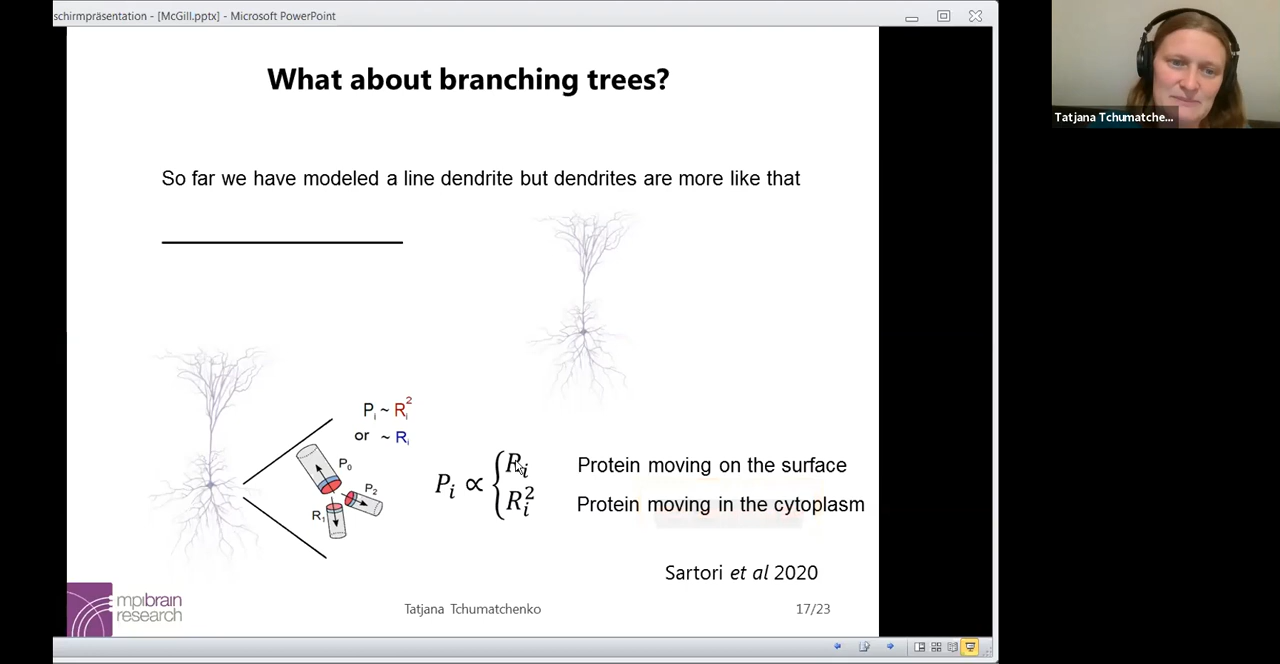 schirmpräsentation - [McGill.pptx] - Microsoft PowerPoint
What about branching trees?
Tatjana Tchumatche...
So far we have modeled a line dendrite but dendrites are more like that
Pi ~ Ri²
or ~ Ri
P0
P2
R1
Pi ∝ { Ri
Ri²
Protein moving on the surface
Protein moving in the cytoplasm
Sartori et al 2020
mpibrain
research
Tatjana Tchumatchenko
17/23